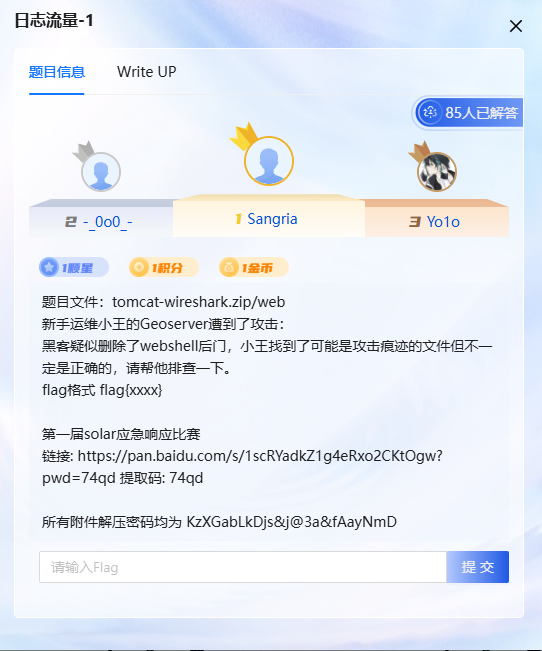 日志流量-1
题目信息
Write UP
85人已解答
2 -_0o0_-
1 Sangria
3 Yo1o
1颗星
1积分
1金币
题目文件：tomcat-wireshark.zip/web
新手运维小王的Geoserver遭到了攻击：
黑客疑似删除了webshell后门，小王找到了可能是攻击痕迹的文件但不一
定是正确的，请帮他排查一下。
flag格式 flag{xxxx}
第一届solar应急响应比赛
链接: https://pan.baidu.com/s/1scRYadkZ1g4eRxo2CKtOgw?
pwd=74qd 提取码: 74qd
所有附件解压密码均为 KzXGabLkDjs&j@3a&fAayNmD
请输入Flag
提 交